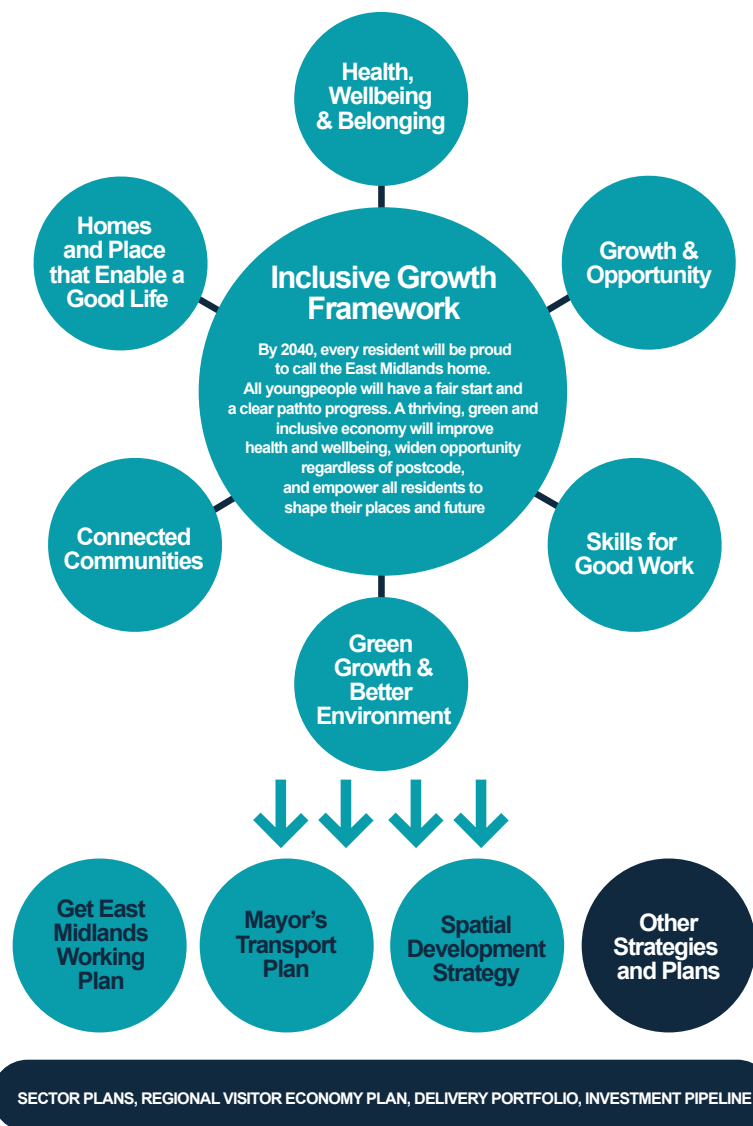 Health,
Wellbeing
& Belonging
Homes
and Place
that Enable a
Good Life
Growth &
Opportunity
Inclusive Growth
Framework
By 2040, every resident will be proud
to call the East Midlands home.
All youngpeople will have a fair start and
a clear pathto progress. A thriving, green and
inclusive economy will improve
health and wellbeing, widen opportunity
regardless of postcode,
and empower all residents to
shape their places and future
Connected
Communities
Skills for
Good Work
Green
Growth &
Better
Environment
Get East
Midlands
Working
Plan
Mayor’s
Transport
Plan
Spatial
Development
Strategy
Other
Strategies
and Plans
SECTOR PLANS, REGIONAL VISITOR ECONOMY PLAN, DELIVERY PORTFOLIO, INVESTMENT PIPELINE